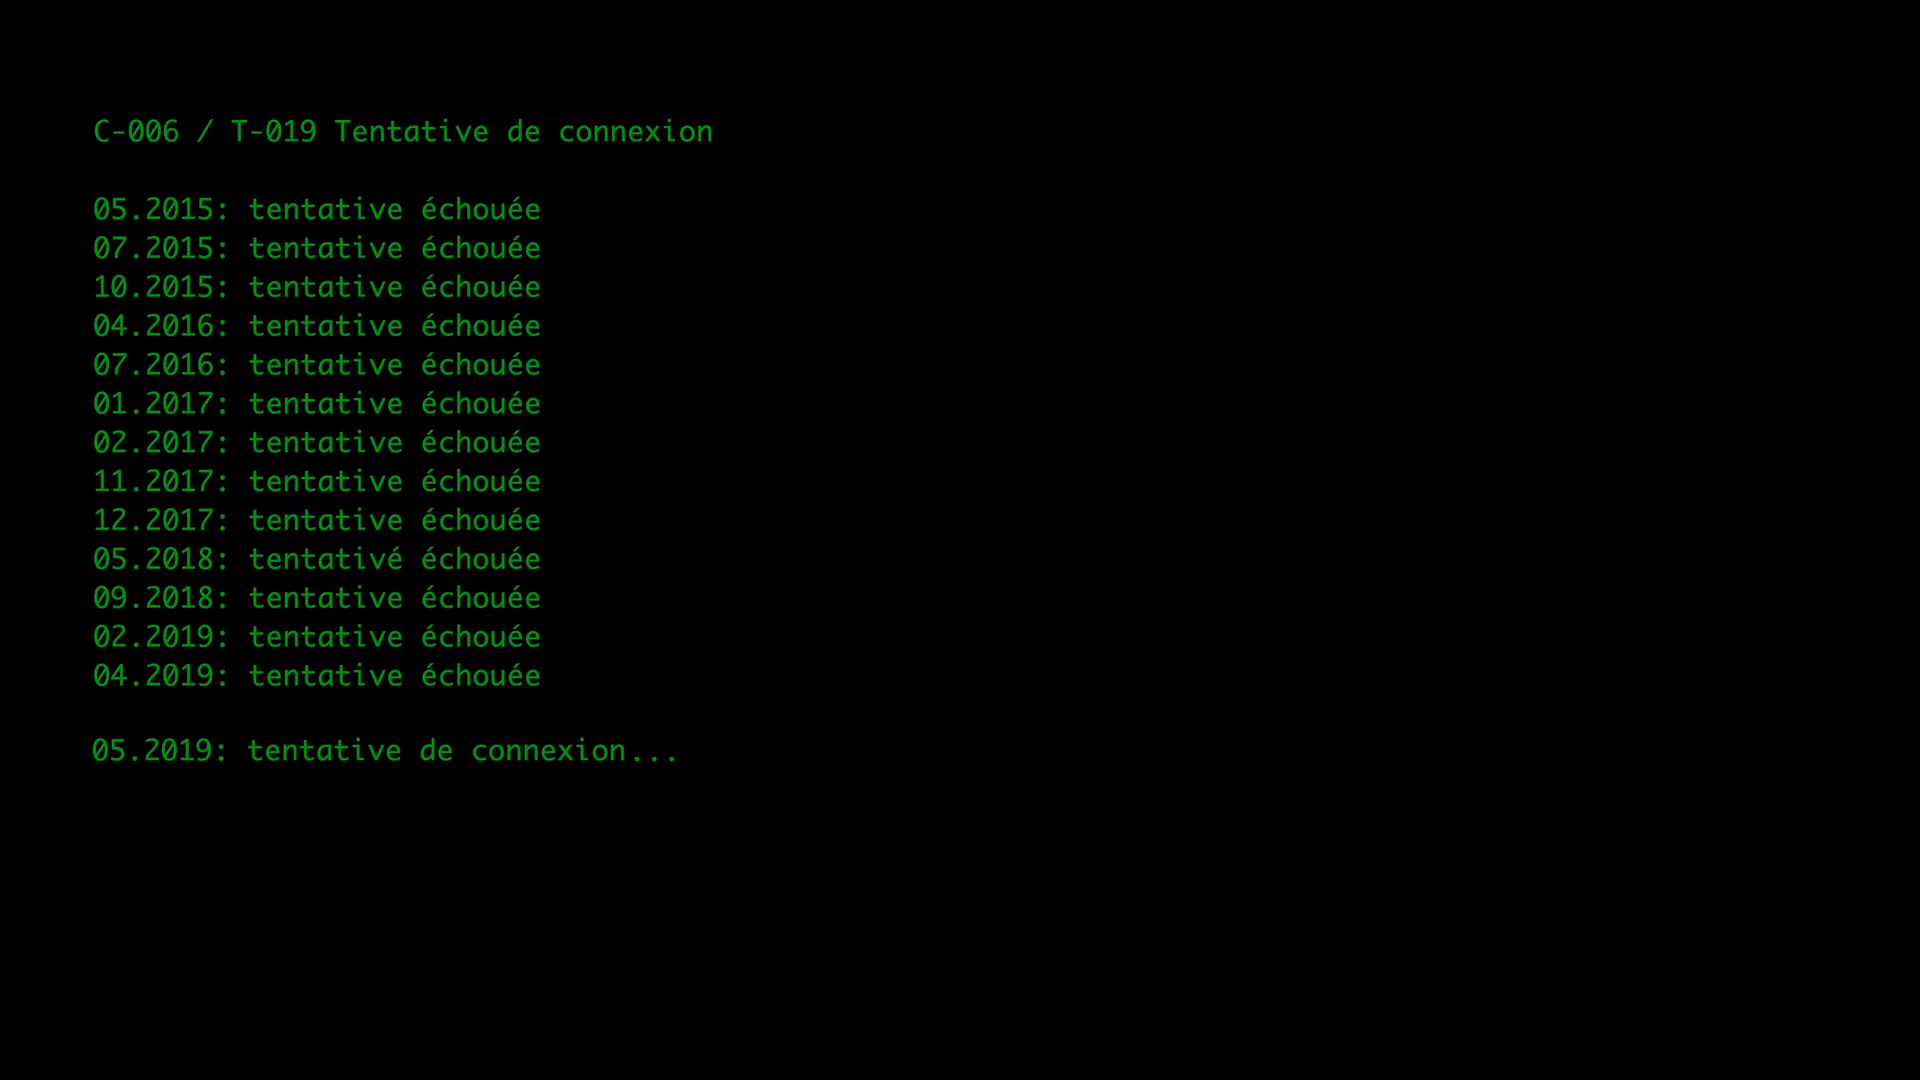 C-006 / T-019 Tentative de connexion
05.2015: tentative échouée
07.2015: tentative échouée
10.2015: tentative échouée
04.2016: tentative échouée
07.2016: tentative échouée
01.2017: tentative échouée
02.2017: tentative échouée
11.2017: tentative échouée
12.2017: tentative échouée
05.2018: tentativé échouée
09.2018: tentative échouée
02.2019: tentative échouée
04.2019: tentative échouée
05.2019: tentative de connexion...